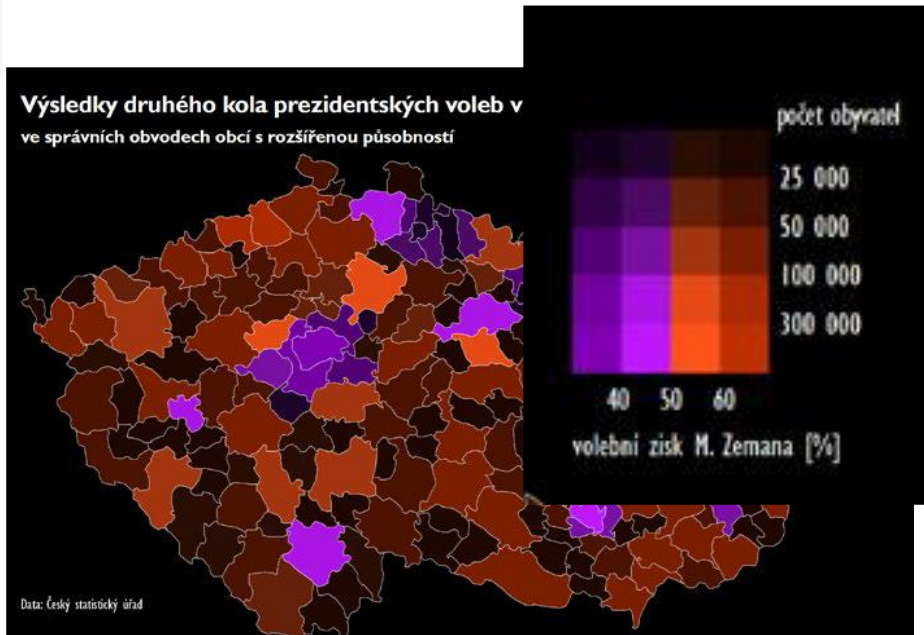 Výsledky druhého kola prezidentských voleb v
ve správních obvodech obcí s rozšířenou působností
počet obyvatel
25 000
50 000
100 000
300 000
40 50 60
volební zisk M. Zemana [%]
Data: Český statistický úřad